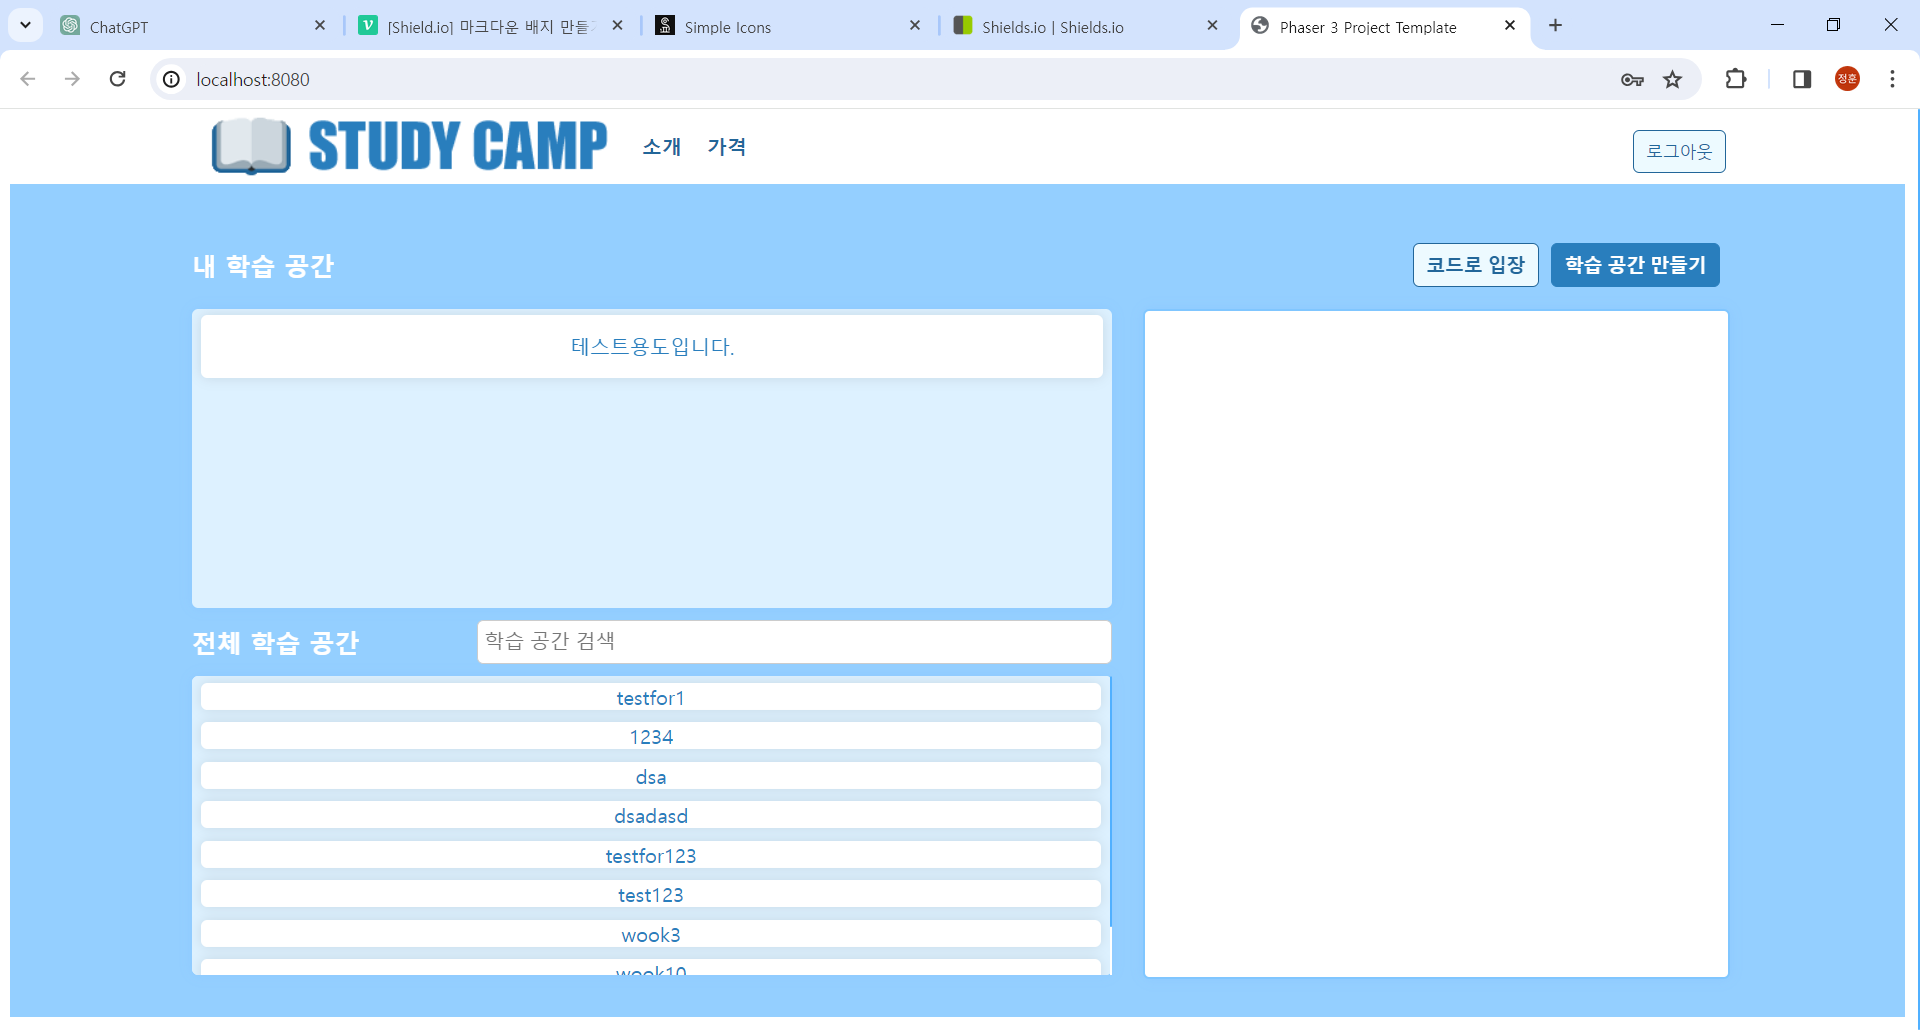 ChatGPT
[Shield.io] 마크다운 배지 만들
Simple Icons
Shields.io | Shields.io
Phaser 3 Project Template
localhost:8080
정훈
STUDY CAMP
소개
가격
로그아웃
내 학습 공간
코드로 입장
학습 공간 만들기
테스트용도입니다.
전체 학습 공간
학습 공간 검색
testfor1
1234
dsa
dsadasd
testfor123
test123
wook3
wook10